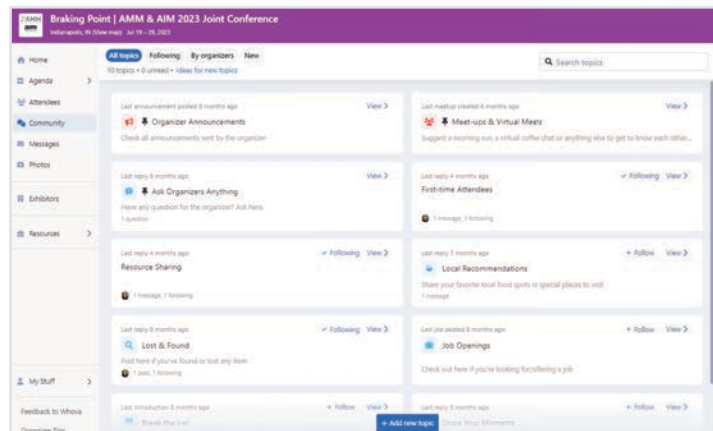 AMM
aim
Braking Point | AMM & AIM 2023 Joint Conference
Indianapolis, IN (View map) Jul 19 – 29, 2023
Home
Agenda
Attendees
Community
Messages
Photos
Exhibitors
Resources
My Stuff
Feedback to Whova
Organizer Tips
All topics Following By organizers New
10 topics • 0 unread • Ideas for new topics
Search topics
Last announcement posted 8 months ago View
Organizer Announcements
Check all announcements sent by the organizer
Last meetup created 8 months ago View
Meet-ups & Virtual Meets
Suggest a morning run, a virtual coffee chat or anything else to get to know each other...
Last reply 8 months ago View
Ask Organizers Anything
Have any question for the organizer? Ask here.
1 question
Last reply 4 months ago Following View
First-time Attendees
1 message, 1 following
Last reply 4 months ago Following View
Resource Sharing
1 message, 1 following
Last reply 7 months ago + Follow View
Local Recommendations
Share your favorite local food spots or special places to visit
1 message
Last reply 8 months ago Following View
Lost & Found
Post here if you've found or lost any item
1 post, 1 following
Last job posted 8 months ago + Follow View
Job Openings
Check out here if you're looking for/offering a job
Last introduction 8 months ago + Follow View
Break the Ice!
Last reply 8 months ago + Follow View
Share Your Moments
+ Add new topic